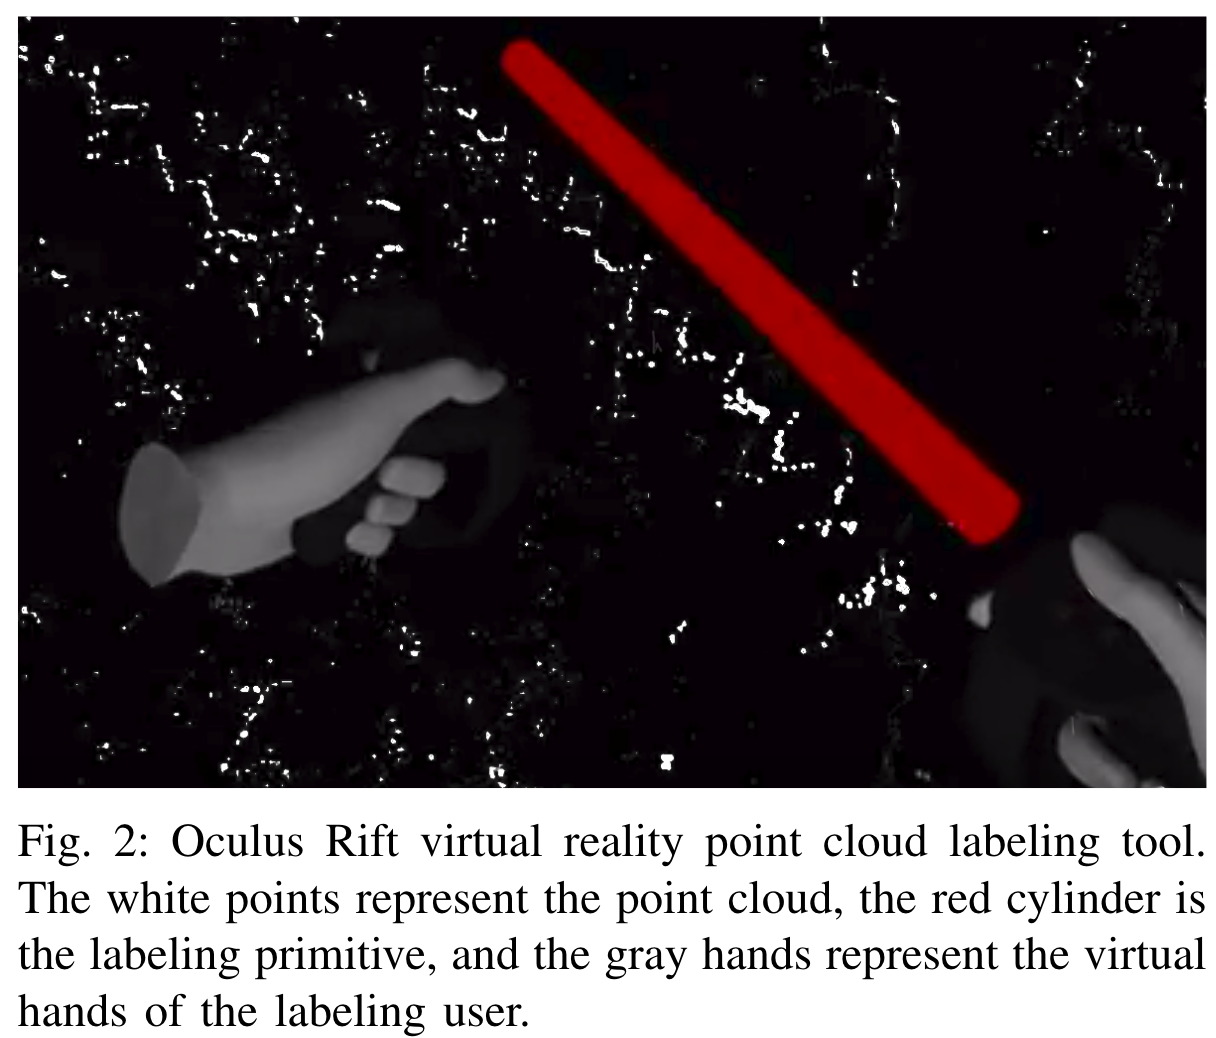 Fig. 2: Oculus Rift virtual reality point cloud labeling tool.
The white points represent the point cloud, the red cylinder is
the labeling primitive, and the gray hands represent the virtual
hands of the labeling user.